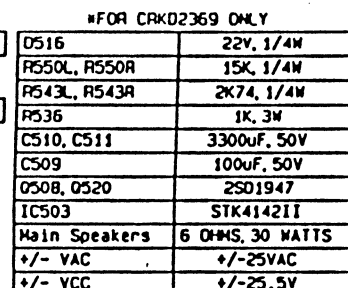 *FOR CRKD2369 ONLY
D516 22V, 1/4W
R550L, R550R 15K, 1/4W
R543L, R543R 2K74, 1/4W
R536 1K, 3W
C510, C511 3300uF, 50V
C509 100uF, 50V
Q508, Q520 2SD1947
IC503 STK4142II
Main Speakers 6 OHMS, 30 WATTS
+/- VAC +/-25VAC
+/- VCC +/-25.5V